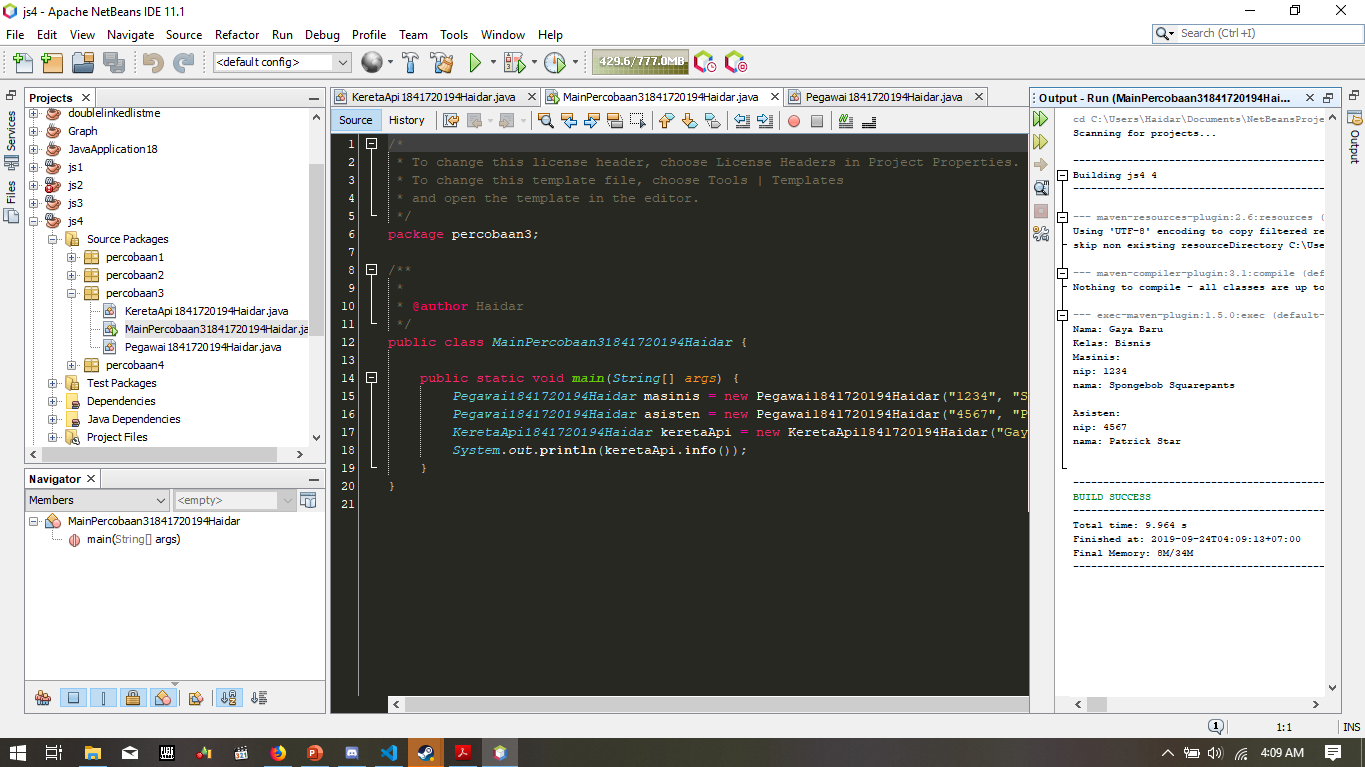 js4 - Apache NetBeans IDE 11.1
File Edit View Navigate Source Refactor Run Debug Profile Team Tools Window Help
Search (Ctrl+I)
<default config>
429.6/777.0MB
Services
Files
Projects
doublelinkedlistme
Graph
JavaApplication18
js1
js2
js3
js4
Source Packages
percobaan1
percobaan2
percobaan3
KeretaApi1841720194Haidar.java
MainPercobaan31841720194Haidar.ja
Pegawai1841720194Haidar.java
percobaan4
Test Packages
Dependencies
Java Dependencies
Project Files
Navigator
Members
<empty>
MainPercobaan31841720194Haidar
main(String[] args)
KeretaApi1841720194Haidar.java
MainPercobaan31841720194Haidar.java
Pegawai1841720194Haidar.java
Source History
1 /*
2 * To change this license header, choose License Headers in Project Properties.
3 * To change this template file, choose Tools | Templates
4 * and open the template in the editor.
5 */
6 package percobaan3;
7
8 /**
9 *
10 * @author Haidar
11 */
12 public class MainPercobaan31841720194Haidar {
13
14 public static void main(String[] args) {
15 Pegawai1841720194Haidar masinis = new Pegawai1841720194Haidar("1234", "S
16 Pegawai1841720194Haidar asisten = new Pegawai1841720194Haidar("4567", "P
17 KeretaApi1841720194Haidar keretaApi = new KeretaApi1841720194Haidar("Gay
18 System.out.println(keretaApi.info());
19 }
20 }
21
Output - Run (MainPercobaan31841720194Hai...
cd C:\Users\Haidar\Documents\NetBeansProje
Scanning for projects...
------------------------------------------
Building js4 4
------------------------------------------
--- maven-resources-plugin:2.6:resources (
Using 'UTF-8' encoding to copy filtered re
skip non existing resourceDirectory C:\Use
--- maven-compiler-plugin:3.1:compile (def
Nothing to compile - all classes are up to
--- exec-maven-plugin:1.5.0:exec (default-
Nama: Gaya Baru
Kelas: Bisnis
Masinis:
nip: 1234
nama: Spongebob Squarepants
Asisten:
nip: 4567
nama: Patrick Star
------------------------------------------
BUILD SUCCESS
------------------------------------------
Total time: 9.964 s
Finished at: 2019-09-24T04:09:13+07:00
Final Memory: 8M/34M
------------------------------------------
Output
1
1:1
INS
4:09 AM